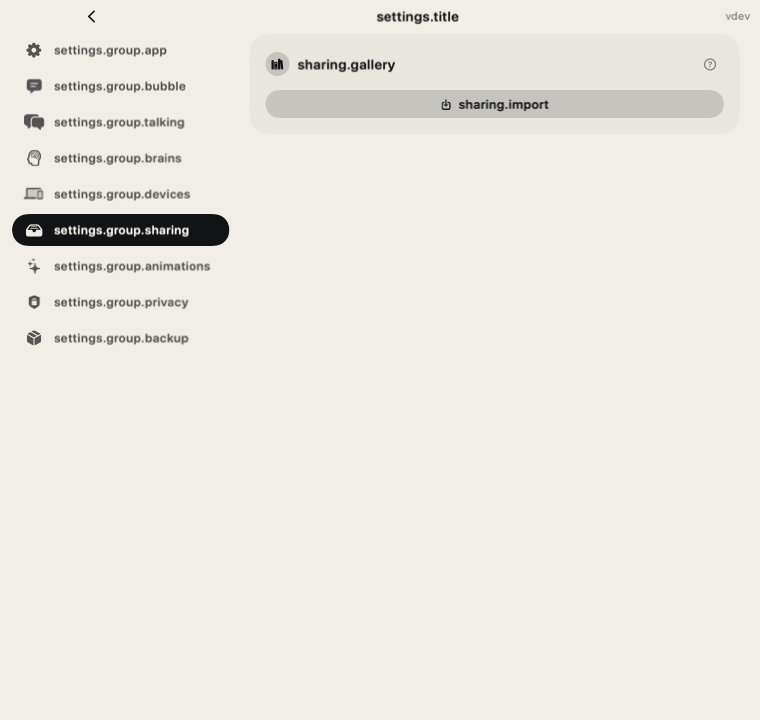 settings.title
vdev
settings.group.app
settings.group.bubble
settings.group.talking
settings.group.brains
settings.group.devices
settings.group.sharing
settings.group.animations
settings.group.privacy
settings.group.backup
sharing.gallery
sharing.import